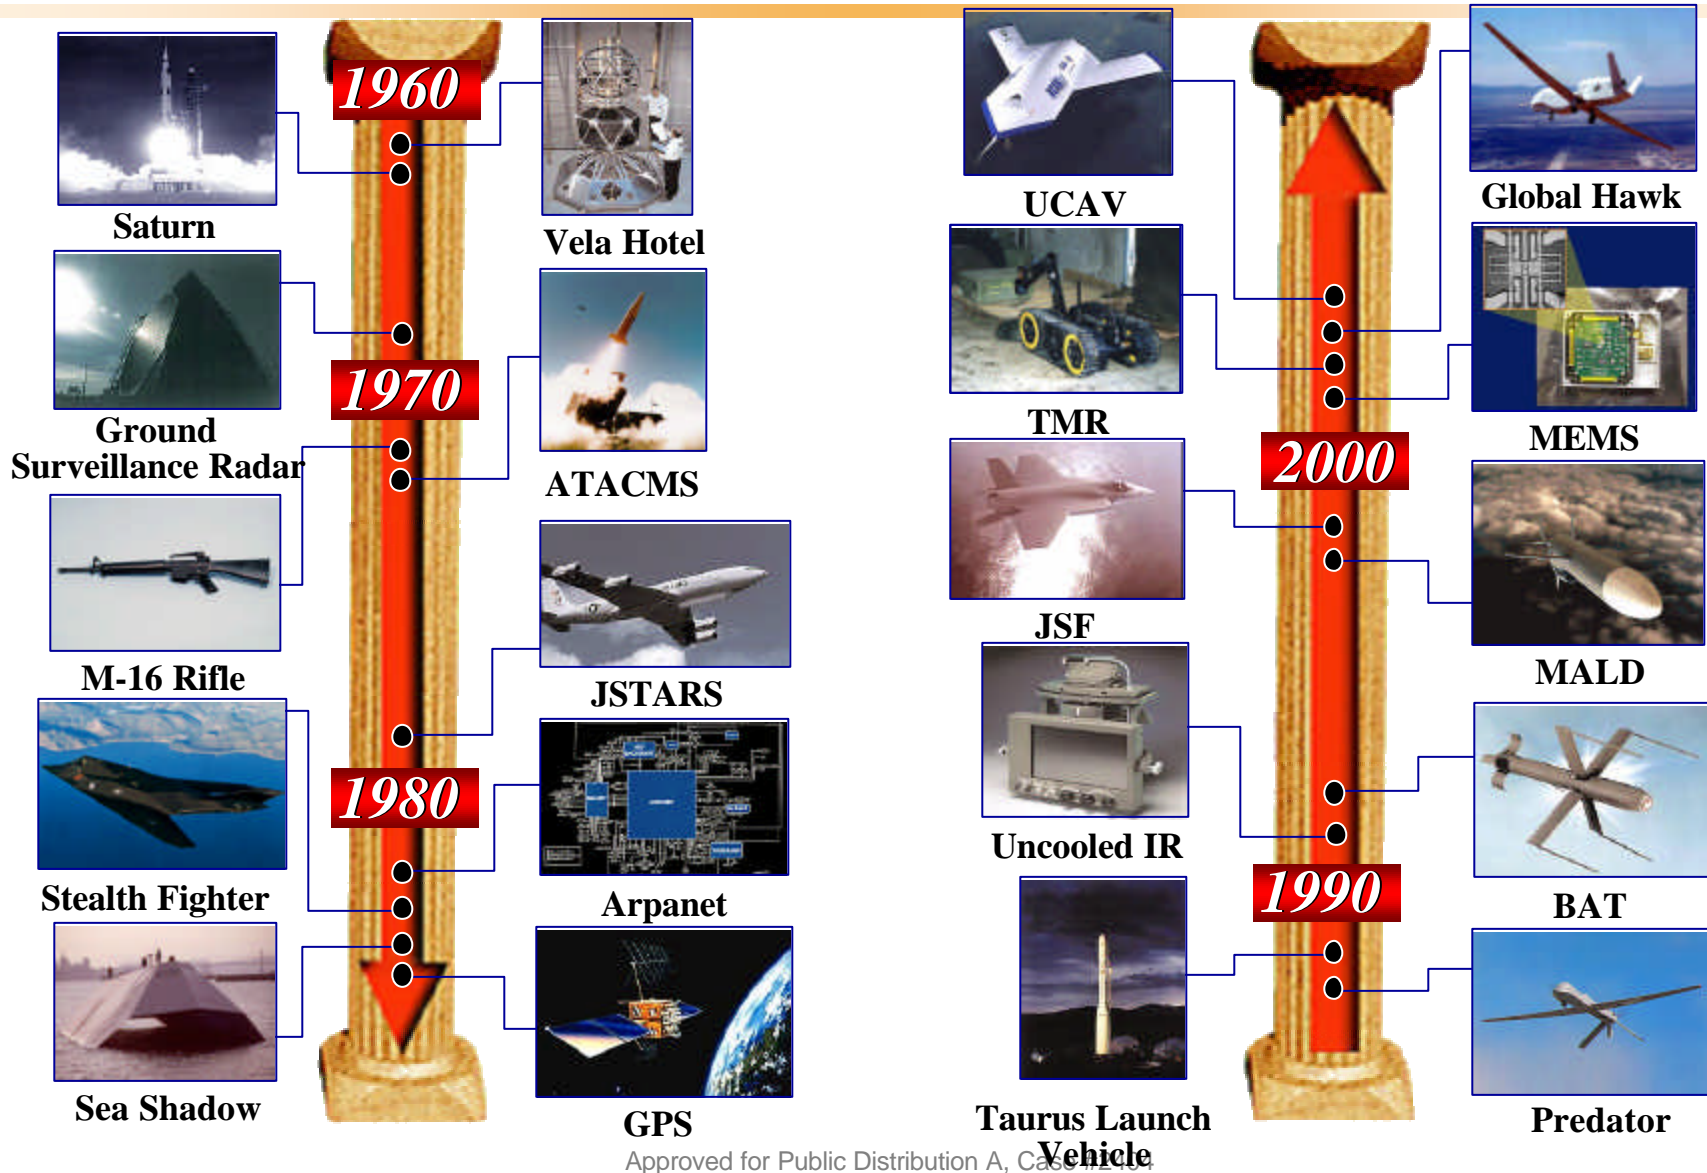 1960
Saturn
Vela Hotel
Ground
Surveillance Radar
1970
ATACMS
M-16 Rifle
JSTARS
1980
Stealth Fighter
Arpanet
Sea Shadow
GPS
UCAV
Global Hawk
TMR
MEMS
2000
JSF
MALD
Uncooled IR
BAT
1990
Taurus Launch
Vehicle
Predator
Approved for Public Distribution A,